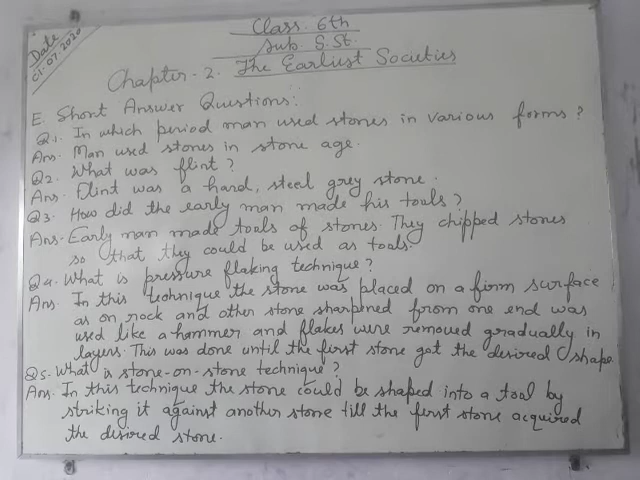 Date
01.07.2020
Class. 6th
Sub. S.St.
Chapter-2. The Earliest Societies
E. Short Answer Questions:
Q1. In which period man used stones in various forms?
Ans. Man used stones in stone age.
Q2. What was flint?
Ans. Flint was a hard, steel grey stone.
Q3. How did the early man made his tools?
Ans- Early man made tools of stones. They chipped stones
so that they could be used as tools.
Q4. What is pressure flaking technique?
Ans. In this technique the stone was placed on a firm surface
as on rock and other stone sharpened from one end was
used like a hammer and flakes were removed gradually in
layers. This was done until the first stone got the desired shape.
Q5. What is stone-on-stone technique?
Ans. In this technique the stone could be shaped into a tool by
striking it against another stone till the first stone acquired
the desired stone.